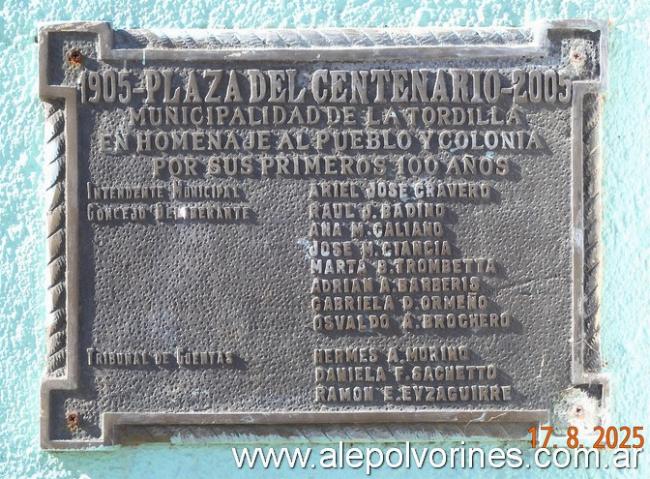 1905-PLAZA DEL CENTENARIO-2005
MUNICIPALIDAD DE LA TORDILLA
EN HOMENAJE AL PUEBLO Y COLONIA
POR SUS PRIMEROS 100 AÑOS
INTENDENTE MUNICIPAL ARIEL JOSE CRAVERO
CONCEJO DELIBERANTE RAUL D. BADINO
ANA M. GALIANO
JOSE N. CIANCIA
MARTA B. TROMBETTA
ADRIAN A. BARBERIS
GABRIELA D. ORMEÑO
OSVALDO A. BROCHERO
TRIBUNAL DE CUENTAS HERMES A. MORINO
DANIELA F. SACHETTO
RAMON E. EYZAGUIRRE
17. 8. 2025
www.alepolvorines.com.ar